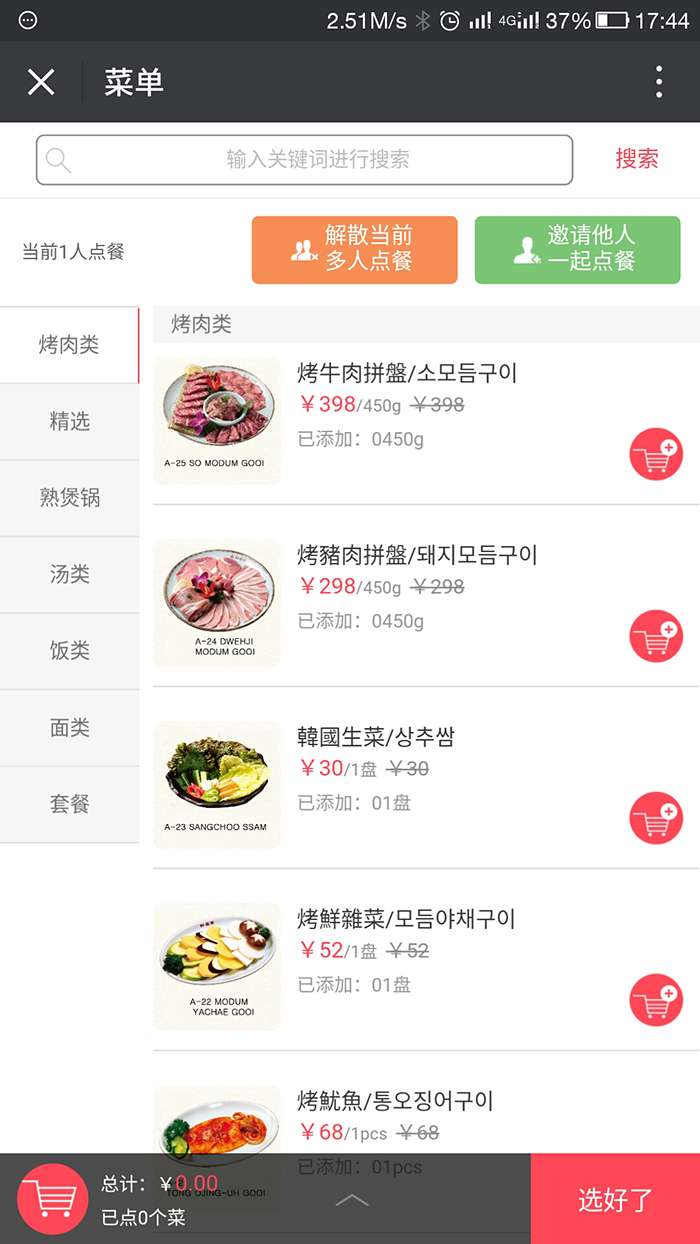 2.51M/s 4G 37% 17:44
菜单
输入关键词进行搜索
搜索
当前1人点餐
解散当前
多人点餐
邀请他人
一起点餐
烤肉类
精选
熟煲锅
汤类
饭类
面类
套餐
烤肉类
A-25 SO MODUM GOOI
烤牛肉拼盤/소모듬구이
￥398/450g ￥398
已添加：0450g
A-24 DWEHJI
MODUM GOOI
烤豬肉拼盤/돼지모듬구이
￥298/450g ￥298
已添加：0450g
A-23 SANGCHOO SSAM
韓國生菜/상추쌈
￥30/1盘 ￥30
已添加：01盘
A-22 MODUM
YACHAE GOOI
烤鮮雜菜/모듬야채구이
￥52/1盘 ￥52
已添加：01盘
烤魷魚/통오징어구이
￥68/1pcs ￥68
已添加：01pcs
TONG OJING-UH GOOI
总计：￥0.00
已点0个菜
选好了